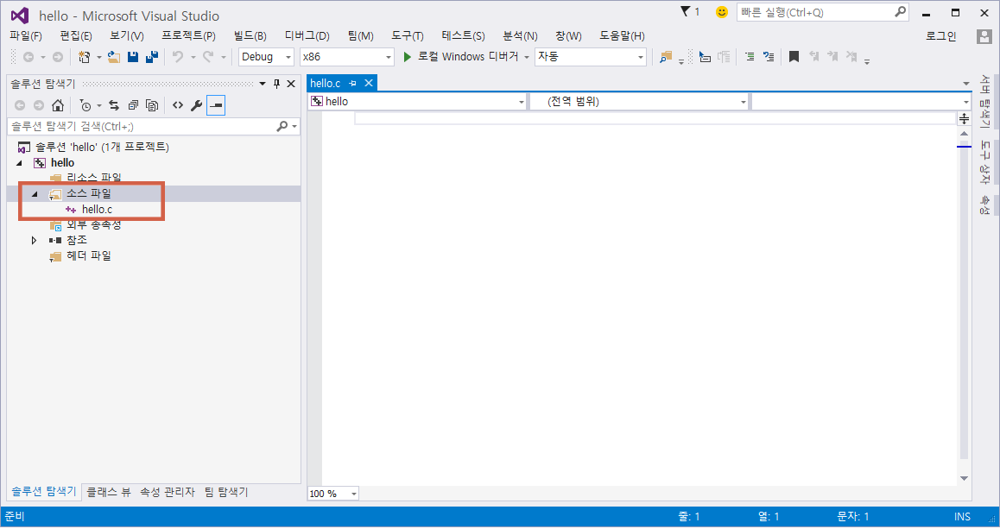 hello - Microsoft Visual Studio
1
빠른 실행(Ctrl+Q)
파일(F) 편집(E) 보기(V) 프로젝트(P) 빌드(B) 디버그(D) 팀(M) 도구(T) 테스트(S) 분석(N) 창(W) 도움말(H) 로그인
Debug x86 로컬 Windows 디버거 자동
솔루션 탐색기
솔루션 탐색기 검색(Ctrl+;)
솔루션 'hello' (1개 프로젝트)
hello
리소스 파일
소스 파일
hello.c
외부 종속성
참조
헤더 파일
솔루션 탐색기 클래스 뷰 속성 관리자 팀 탐색기
hello.c
hello (전역 범위)
100 %
서버 탐색기
도구 상자
속성
준비 줄: 1 열: 1 문자: 1 INS